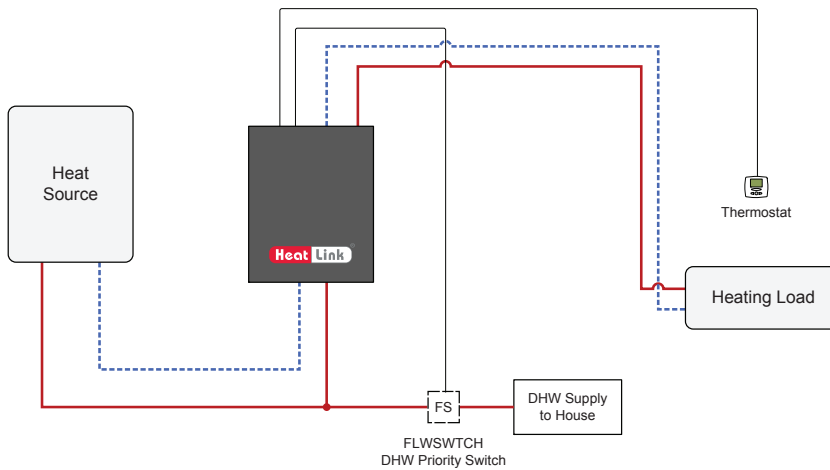 Heat
Source
Heat Link®
Thermostat
Heating Load
FS
DHW Supply
to House
FLWSWTCH
DHW Priority Switch